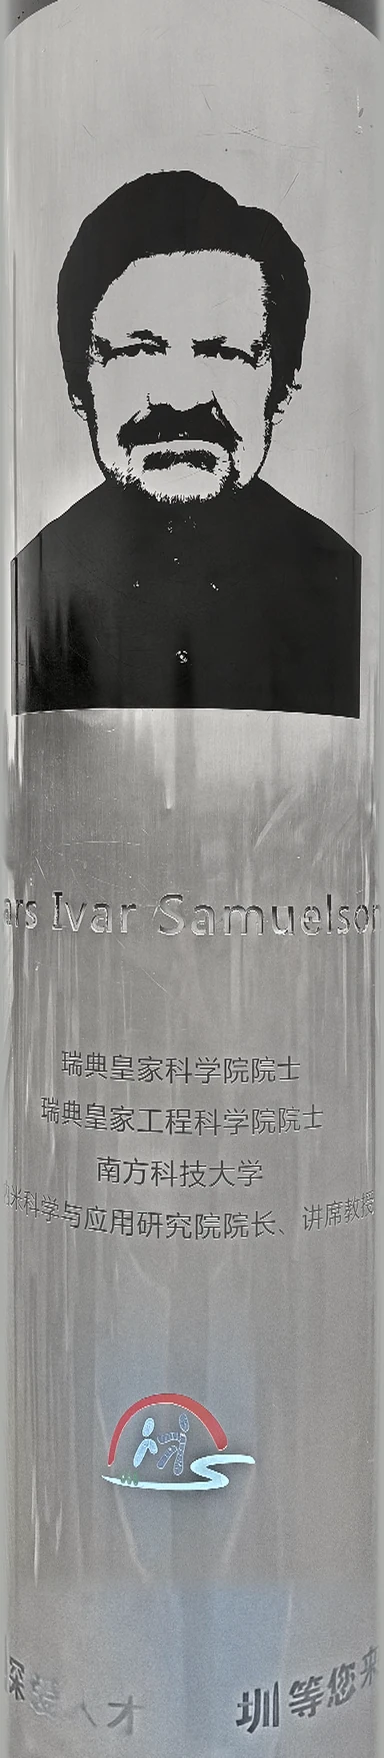 ars Ivar Samuelson
瑞典皇家科学院院士
瑞典皇家工程科学院院士
南方科技大学
米科学与应用研究院院长、讲席教授
深爱人才 圳等您来